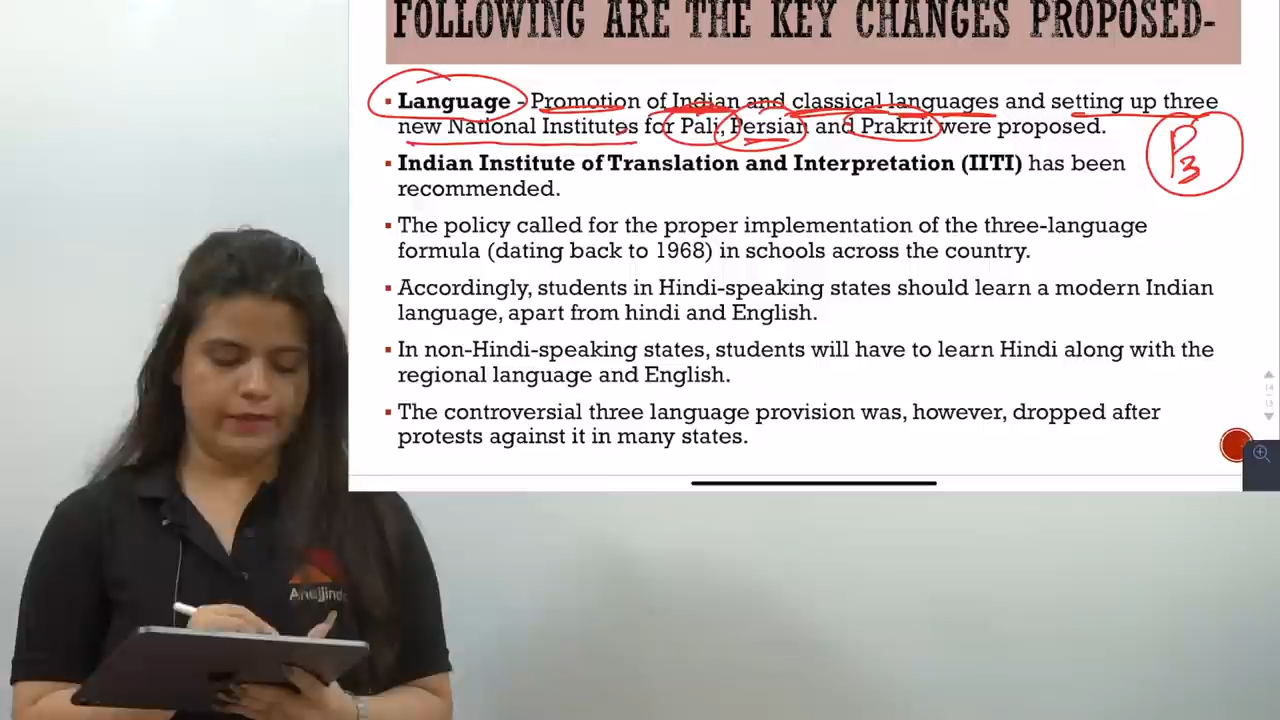 FOLLOWING ARE THE KEY CHANGES PROPOSED-
▪ Language - Promotion of Indian and classical languages and setting up three
new National Institutes for Pali, Persian and Prakrit were proposed.
P3
▪ Indian Institute of Translation and Interpretation (IITI) has been
recommended.
▪ The policy called for the proper implementation of the three-language
formula (dating back to 1968) in schools across the country.
▪ Accordingly, students in Hindi-speaking states should learn a modern Indian
language, apart from hindi and English.
▪ In non-Hindi-speaking states, students will have to learn Hindi along with the
regional language and English.
▪ The controversial three language provision was, however, dropped after
protests against it in many states.
14
15